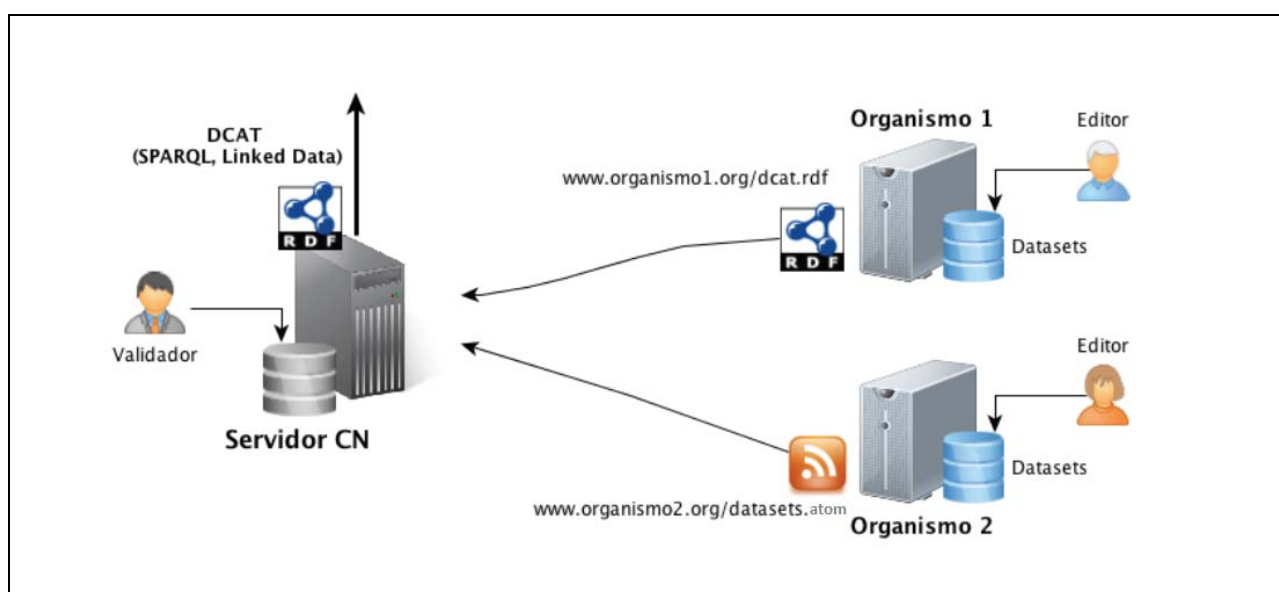 DCAT
(SPARQL, Linked Data)
RDF
Validador
Servidor CN
Organismo 1
Editor
www.organismo1.org/dcat.rdf
RDF
Datasets
Editor
Datasets
www.organismo2.org/datasets.atom
Organismo 2